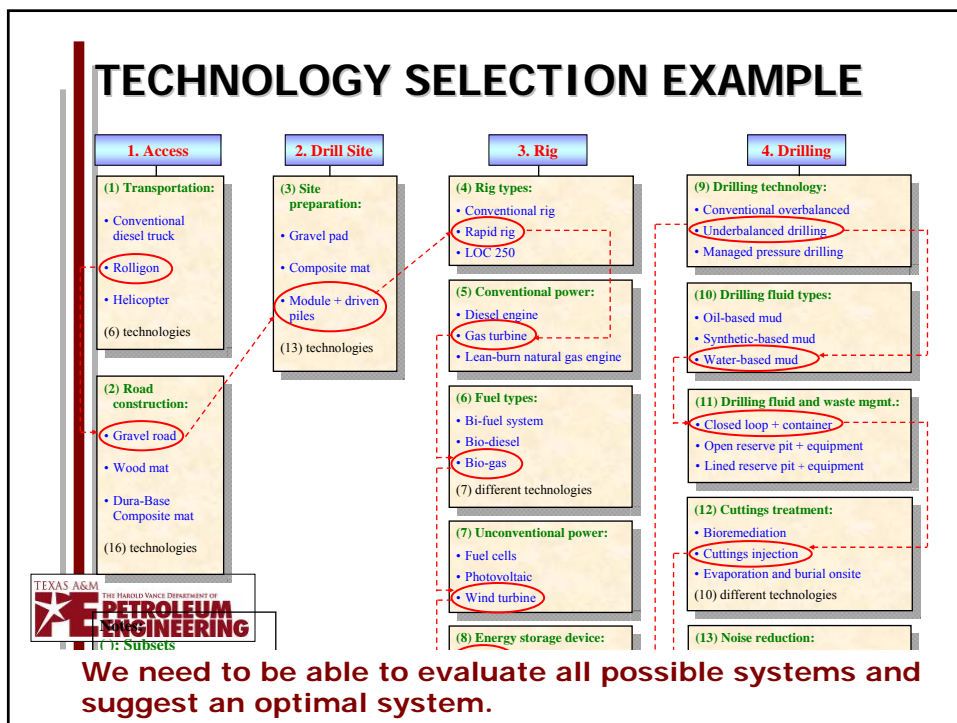 TECHNOLOGY SELECTION EXAMPLE
1. Access
(1) Transportation:
• Conventional
diesel truck
• Rolligon
• Helicopter
(6) technologies
(2) Road
construction:
• Gravel road
• Wood mat
• Dura-Base
Composite mat
(16) technologies
2. Drill Site
(3) Site
preparation:
• Gravel pad
• Composite mat
• Module + driven
piles
(13) technologies
3. Rig
(4) Rig types:
• Conventional rig
• Rapid rig
• LOC 250
(5) Conventional power:
• Diesel engine
• Gas turbine
• Lean-burn natural gas engine
(6) Fuel types:
• Bi-fuel system
• Bio-diesel
• Bio-gas
(7) different technologies
(7) Unconventional power:
• Fuel cells
• Photovoltaic
• Wind turbine
(8) Energy storage device:
4. Drilling
(9) Drilling technology:
• Conventional overbalanced
• Underbalanced drilling
• Managed pressure drilling
(10) Drilling fluid types:
• Oil-based mud
• Synthetic-based mud
• Water-based mud
(11) Drilling fluid and waste mgmt.:
• Closed loop + container
• Open reserve pit + equipment
• Lined reserve pit + equipment
(12) Cuttings treatment:
• Bioremediation
• Cuttings injection
• Evaporation and burial onsite
(10) different technologies
(13) Noise reduction:
TEXAS A&M
THE HAROLD VANCE DEPARTMENT OF
PETROLEUM
ENGINEERING
Notes:
( ): Subsets
We need to be able to evaluate all possible systems and
suggest an optimal system.